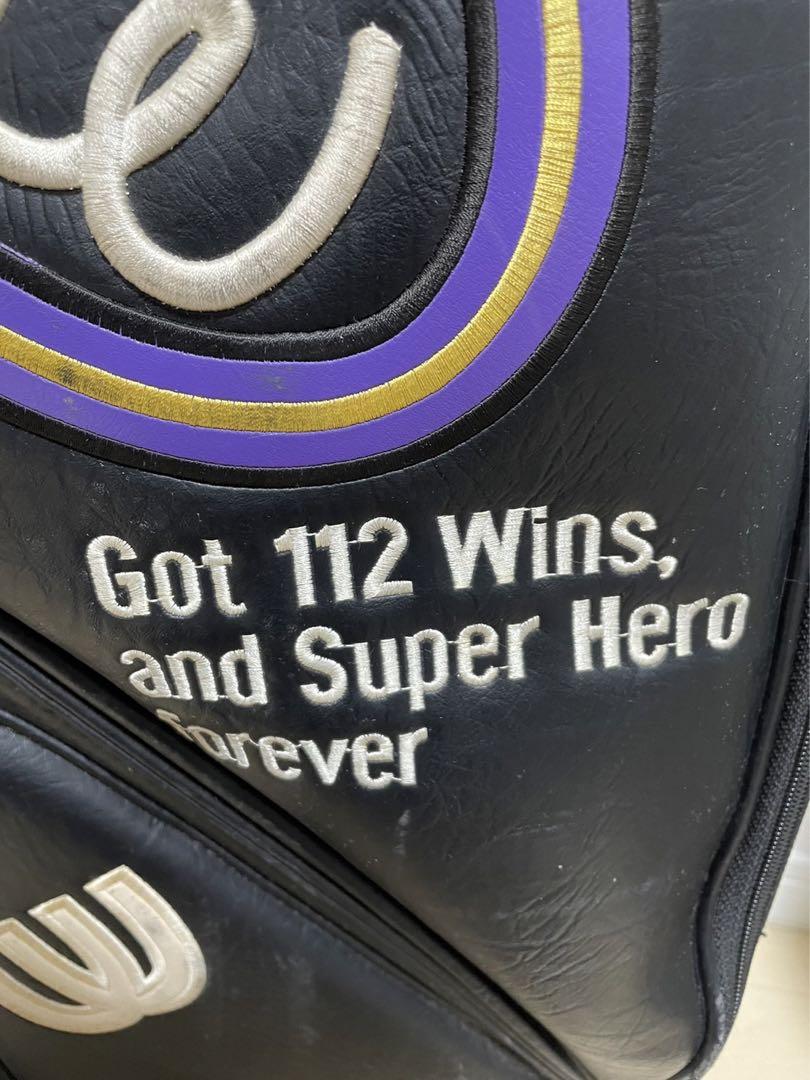 Got 112 Wins,
and Super Hero
forever